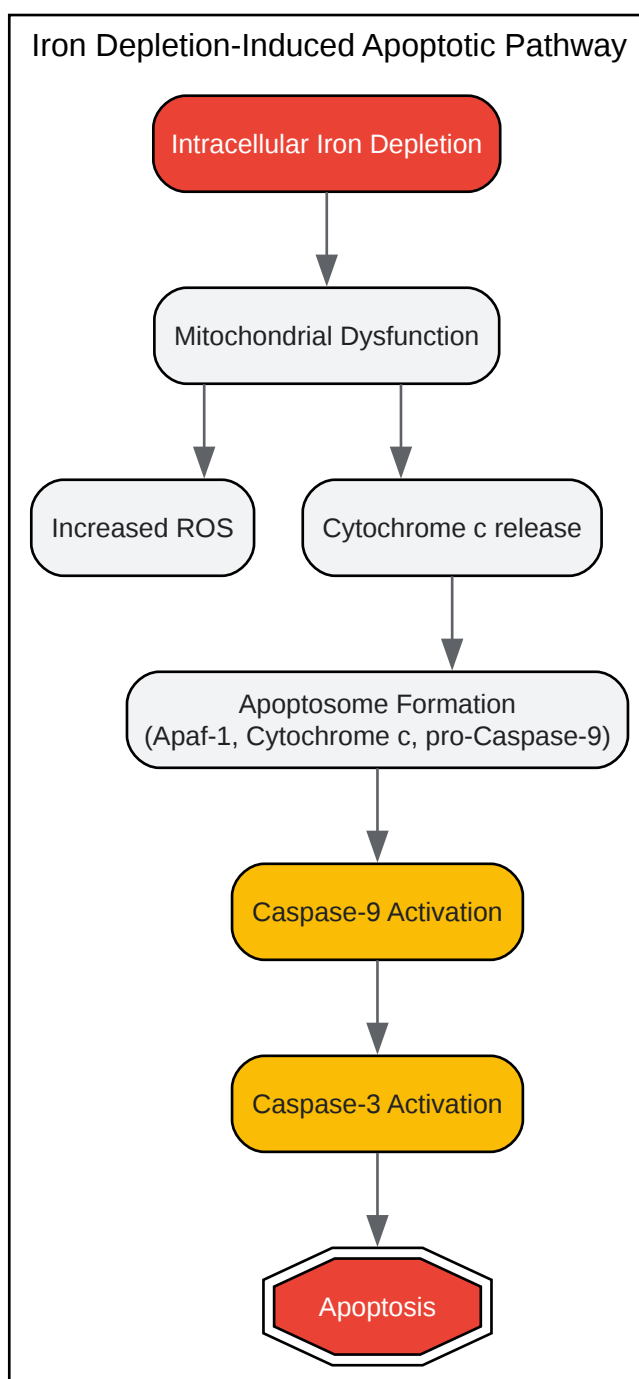 Iron Depletion-Induced Apoptotic Pathway
Intracellular Iron Depletion
Mitochondrial Dysfunction
Increased ROS
Cytochrome c release
Apoptosome Formation
(Apaf-1, Cytochrome c, pro-Caspase-9)
Caspase-9 Activation
Caspase-3 Activation
Apoptosis